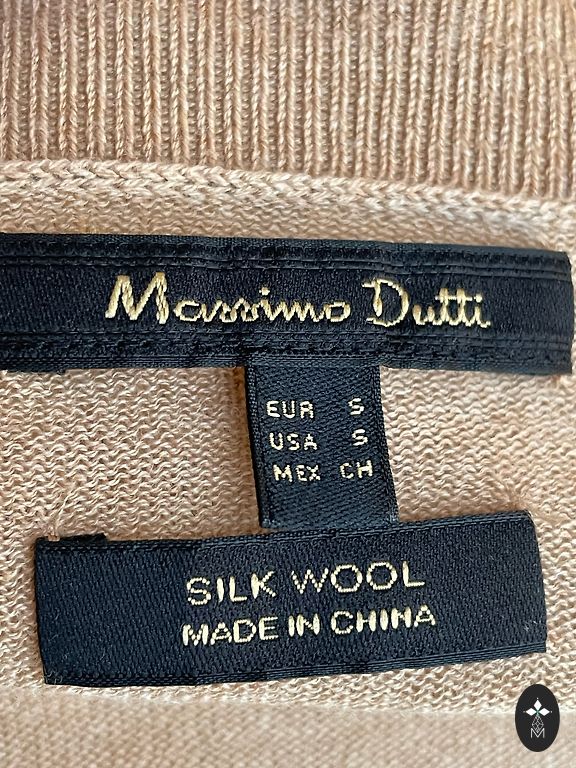 Massimo Dutti
EUR S
USA S
MEX CH
SILK WOOL
MADE IN CHINA
M